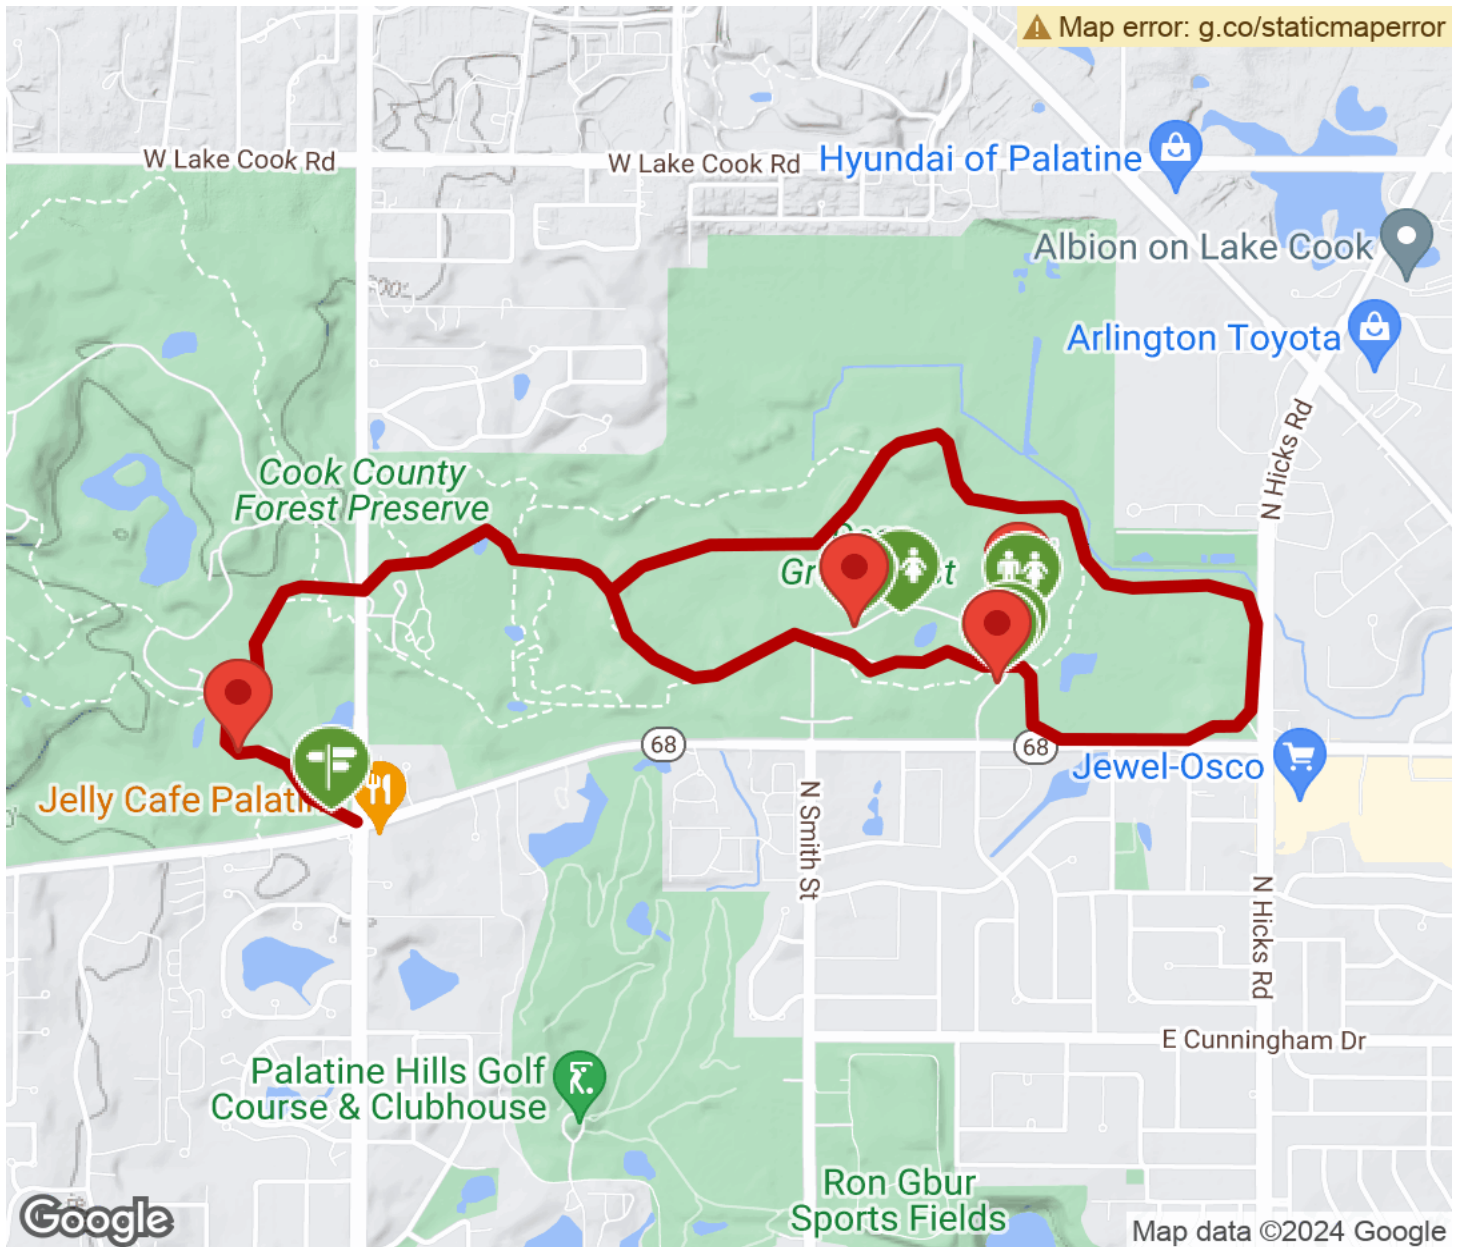 Map error: g.co/staticmaperror
W Lake Cook Rd
W Lake Cook Rd
Hyundai of Palatine
Albion on Lake Cook
Arlington Toyota
N Hicks Rd
Cook County
Forest Preserve
68
68
Jewel-Osco
Jelly Cafe
N Smith St
N Hicks Rd
E Cunningham Dr
Palatine Hills Golf
Course & Clubhouse
Ron Gbur
Sports Fields
Google
Map data ©2024 Google